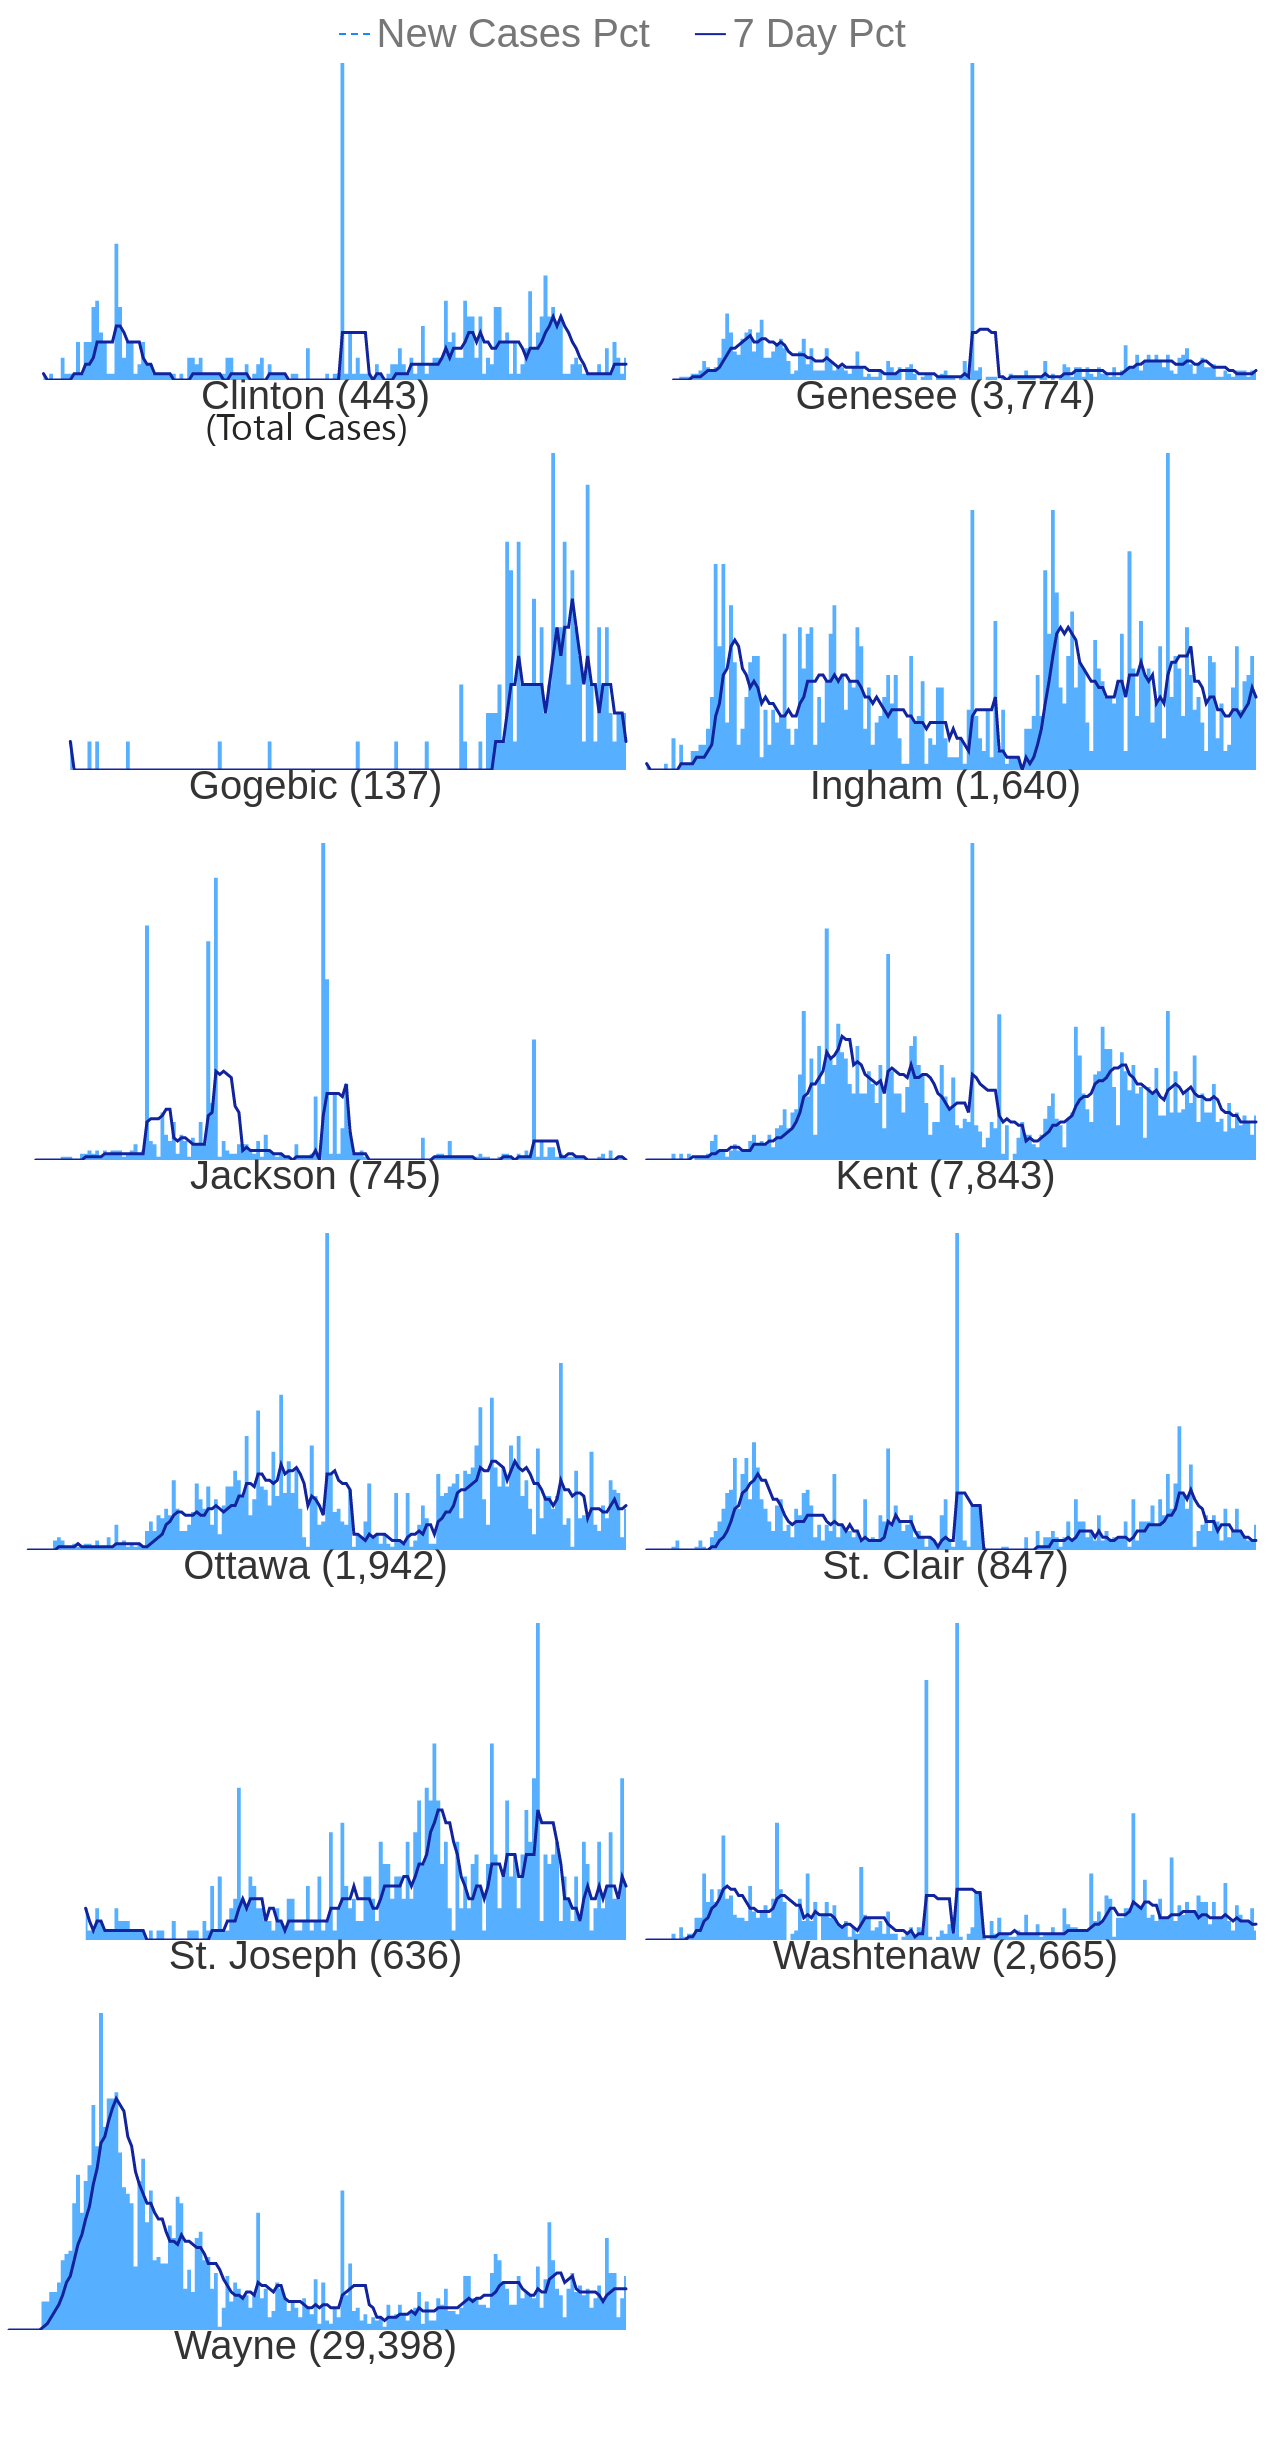 New Cases Pct 7 Day Pct
Clinton (443) Genesee (3,774)
(Total Cases)
Gogebic (137) Ingham (1,640)
Jackson (745) Kent (7,843)
Ottawa (1,942) St. Clair (847)
St. Joseph (636) Washtenaw (2,665)
Wayne (29,398)